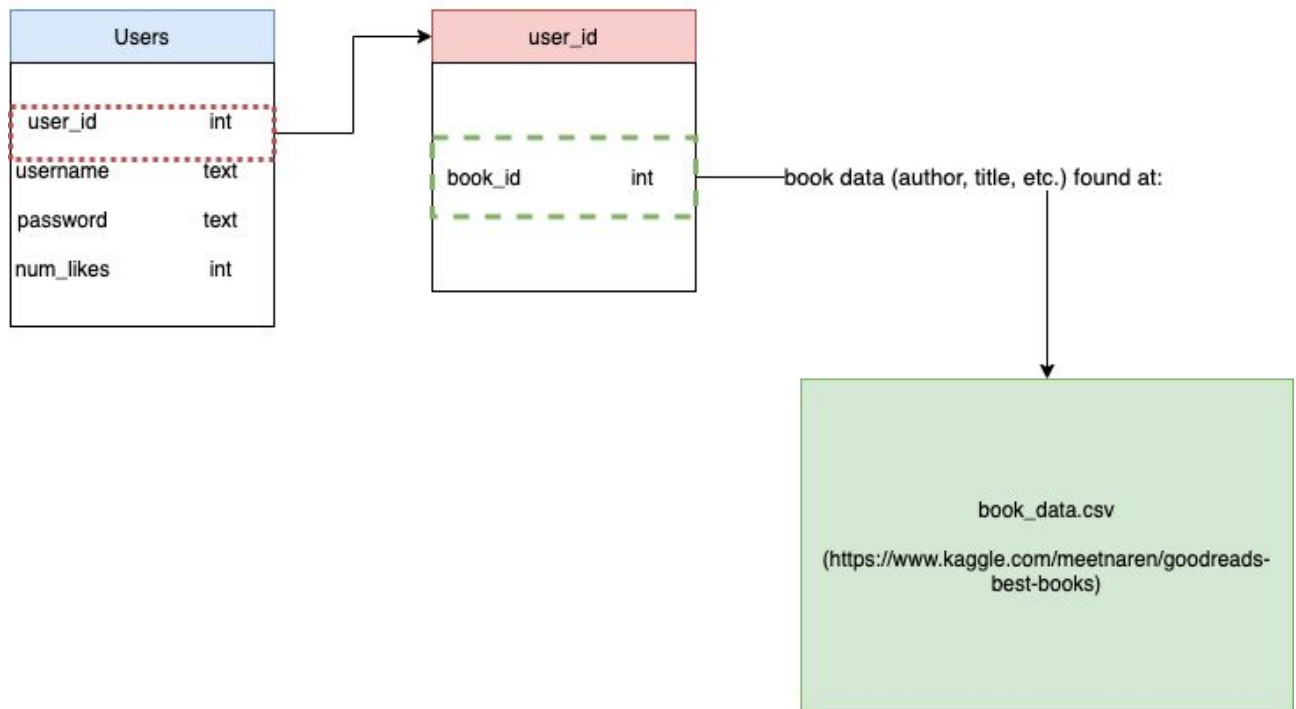 Users
user_id int
username text
password text
num_likes int
user_id
book_id int
book data (author, title, etc.) found at:
book_data.csv
(https://www.kaggle.com/meetnaren/goodreads-
best-books)